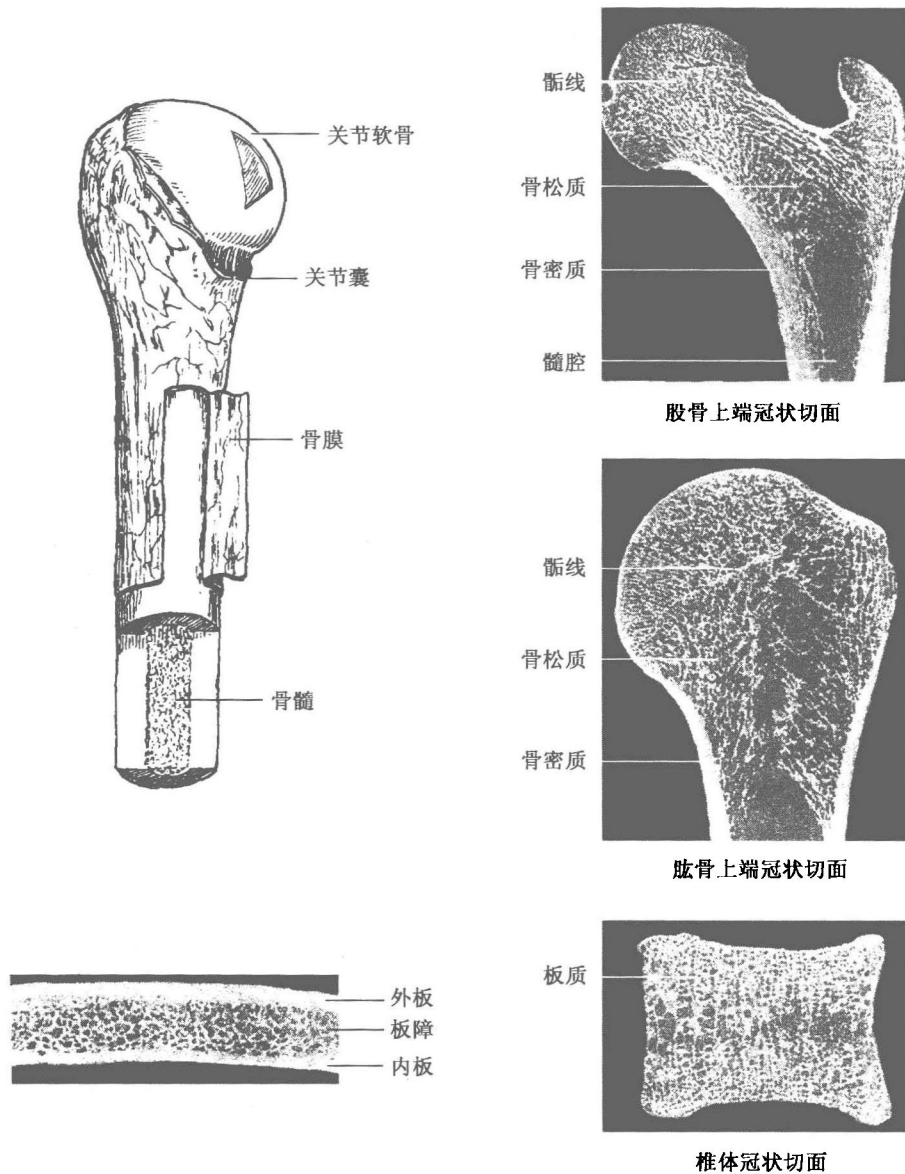 关节软骨
关节囊
骨膜
骨髓
外板
板障
内板
骺线
骨松质
骨密质
髓腔
股骨上端冠状切面
骺线
骨松质
骨密质
肱骨上端冠状切面
板质
椎体冠状切面